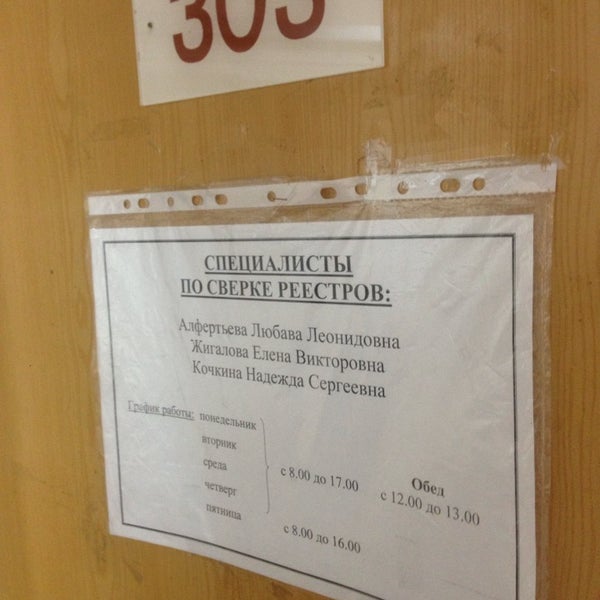 303
СПЕЦИАЛИСТЫ
ПО СВЕРКЕ РЕЕСТРОВ:
Алфертьева Любава Леонидовна
Жигалова Елена Викторовна
Кочкина Надежда Сергеевна
График работы: понедельник
вторник
среда
четверг
пятница
с 8.00 до 17.00
с 8.00 до 16.00
Обед
с 12.00 до 13.00